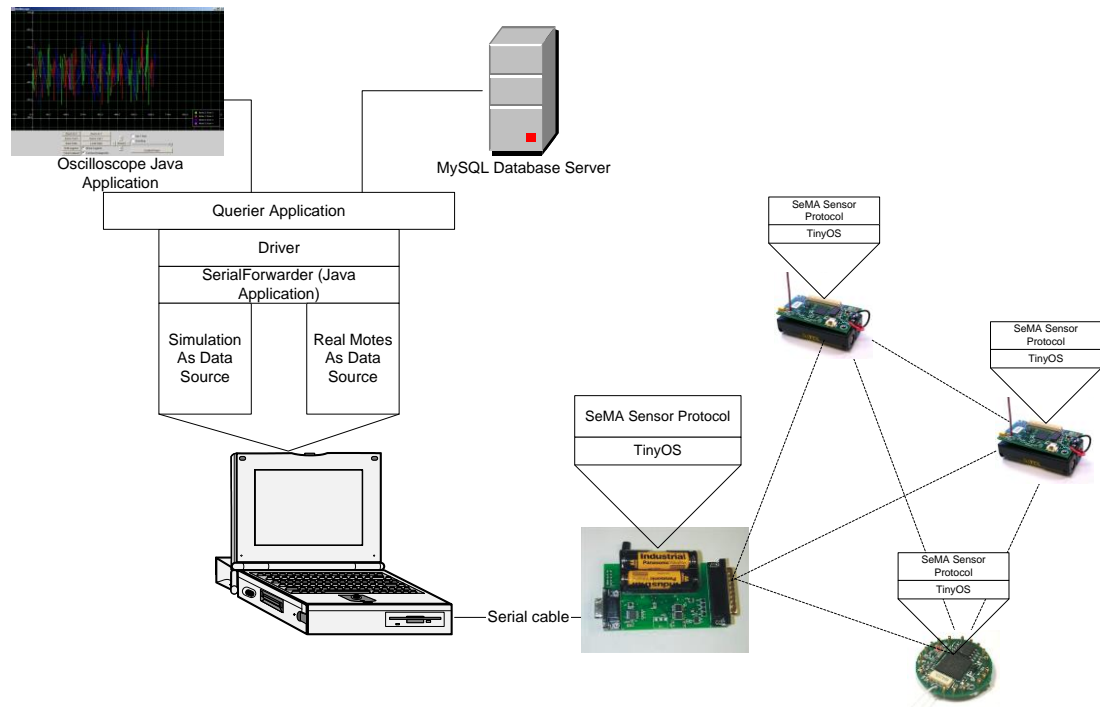 Oscilloscope Java
Application
MySQL Database Server
Querier Application
Driver
SerialForwarder (Java
Application)
Simulation
As Data
Source
Real Motes
As Data
Source
Serial cable
SeMA Sensor Protocol
TinyOS
Industrial
SeMA Sensor
Protocol
TinyOS
SeMA Sensor
Protocol
TinyOS
SeMA Sensor
Protocol
TinyOS